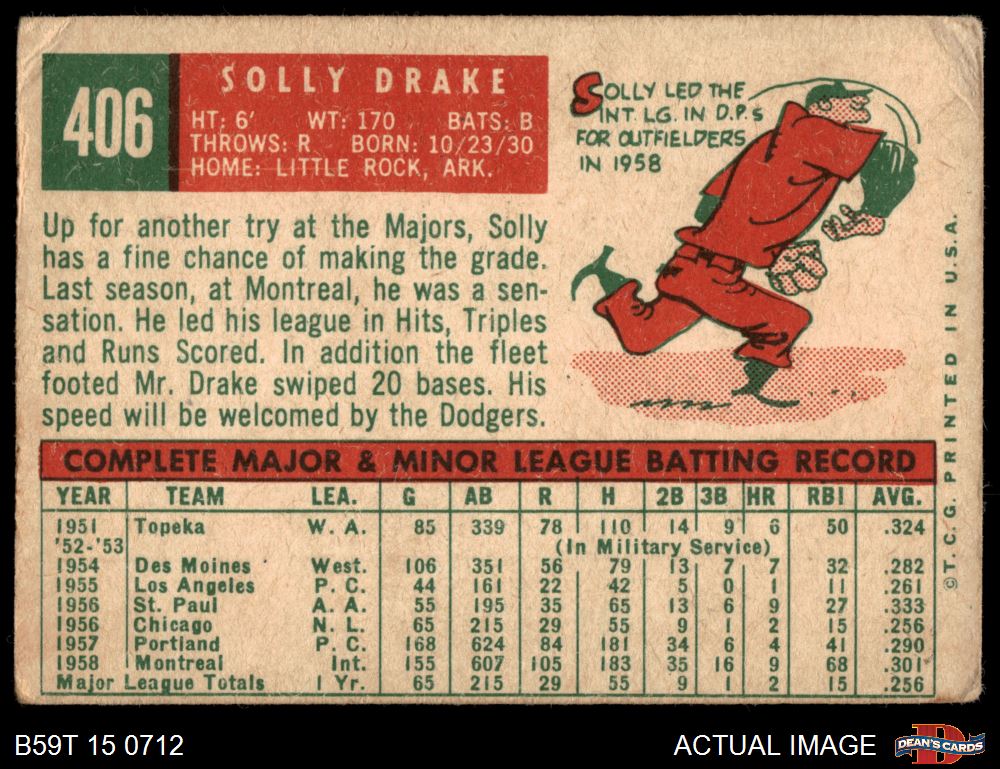 406
SOLLY DRAKE
HT: 6' WT: 170 BATS: B
THROWS: R BORN: 10/23/30
HOME: LITTLE ROCK, ARK.
SOLLY LED THE
INT. LG. IN D.P.s
FOR OUTFIELDERS
IN 1958
Up for another try at the Majors, Solly
has a fine chance of making the grade.
Last season, at Montreal, he was a sen-
sation. He led his league in Hits, Triples
and Runs Scored. In addition the fleet
footed Mr. Drake swiped 20 bases. His
speed will be welcomed by the Dodgers.
COMPLETE MAJOR & MINOR LEAGUE BATTING RECORD
YEAR TEAM LEA. G AB R H 2B 3B HR RBI AVG.
1951 Topeka W. A. 85 339 78 110 14 9 6 50 .324
'52-'53 (In Military Service)
1954 Des Moines West. 106 351 56 79 13 7 7 32 .282
1955 Los Angeles P. C. 44 161 22 42 5 0 1 11 .261
1956 St. Paul A. A. 55 195 35 65 13 6 9 27 .333
1956 Chicago N. L. 65 215 29 55 9 1 2 15 .256
1957 Portland P. C. 168 624 84 181 34 6 4 41 .290
1958 Montreal Int. 155 607 105 183 35 16 9 68 .301
Major League Totals 1 Yr. 65 215 29 55 9 1 2 15 .256
©T. C. G. PRINTED IN U.S.A.
B59T 15 0712
ACTUAL IMAGE
D
DEAN'S CARDS